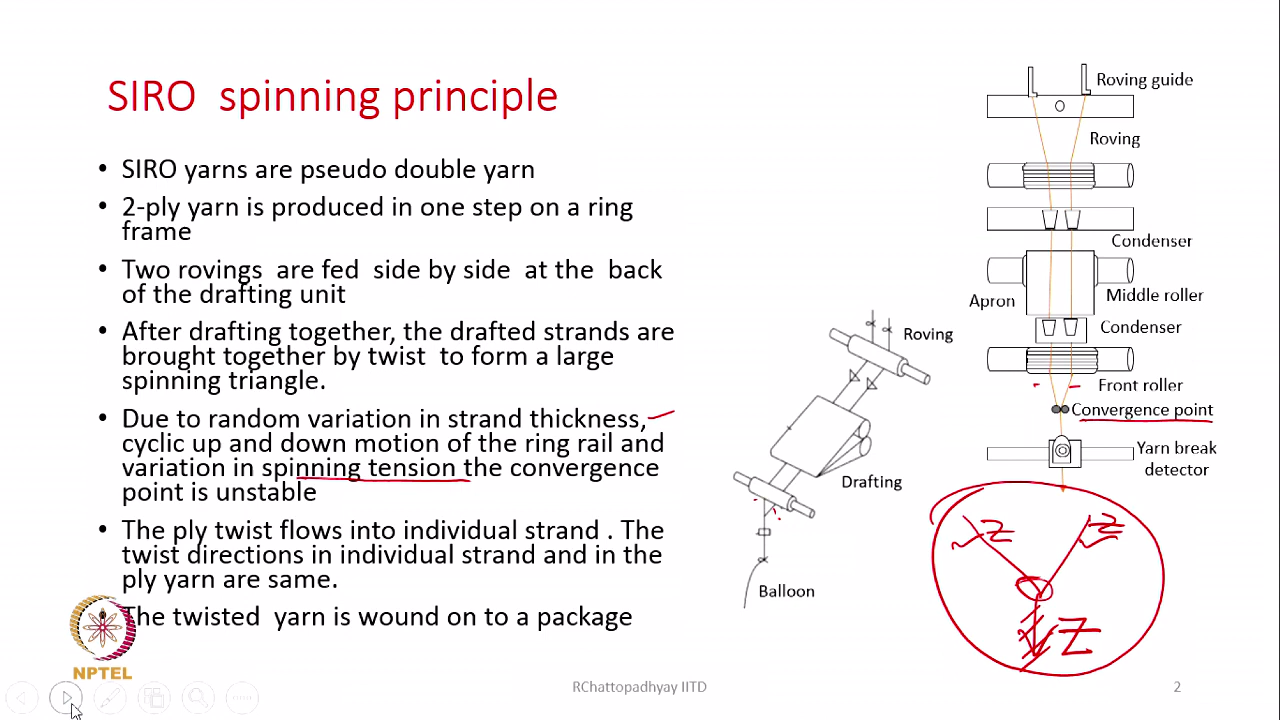 SIRO spinning principle
• SIRO yarns are pseudo double yarn
• 2-ply yarn is produced in one step on a ring
frame
• Two rovings are fed side by side at the back
of the drafting unit
• After drafting together, the drafted strands are
brought together by twist to form a large
spinning triangle.
• Due to random variation in strand thickness,
cyclic up and down motion of the ring rail and
variation in spinning tension the convergence
point is unstable
• The ply twist flows into individual strand . The
twist directions in individual strand and in the
ply yarn are same.
The twisted yarn is wound on to a package
Roving
Drafting
Balloon
Roving guide
Roving
Condenser
Apron
Middle roller
Condenser
Front roller
Convergence point
Yarn break
detector
Z
Z
Z
NPTEL
RChattopadhyay IITD
2